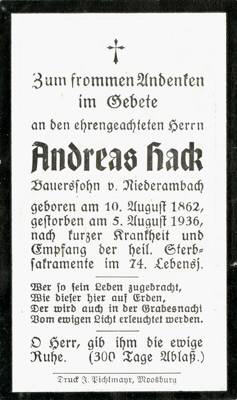 Zum frommen Andenken
im Gebete
an den ehrengeachteten Herrn
Andreas Hack
Bauerssohn v. Niederambach
geboren am 10. August 1862,
gestorben am 5. August 1936,
nach kurzer Krankheit und
Empfang der heil. Sterb-
sakramente im 74. Lebensj.
Wer so sein Leben zugebracht,
Wie dieser hier auf Erden,
Der wird auch in der Grabesnacht
Vom ewigen Licht erleuchtet werden.
O Herr, gib ihm die ewige
Ruhe. (300 Tage Ablaß.)
Druck J. Pichlmayr, Moosburg